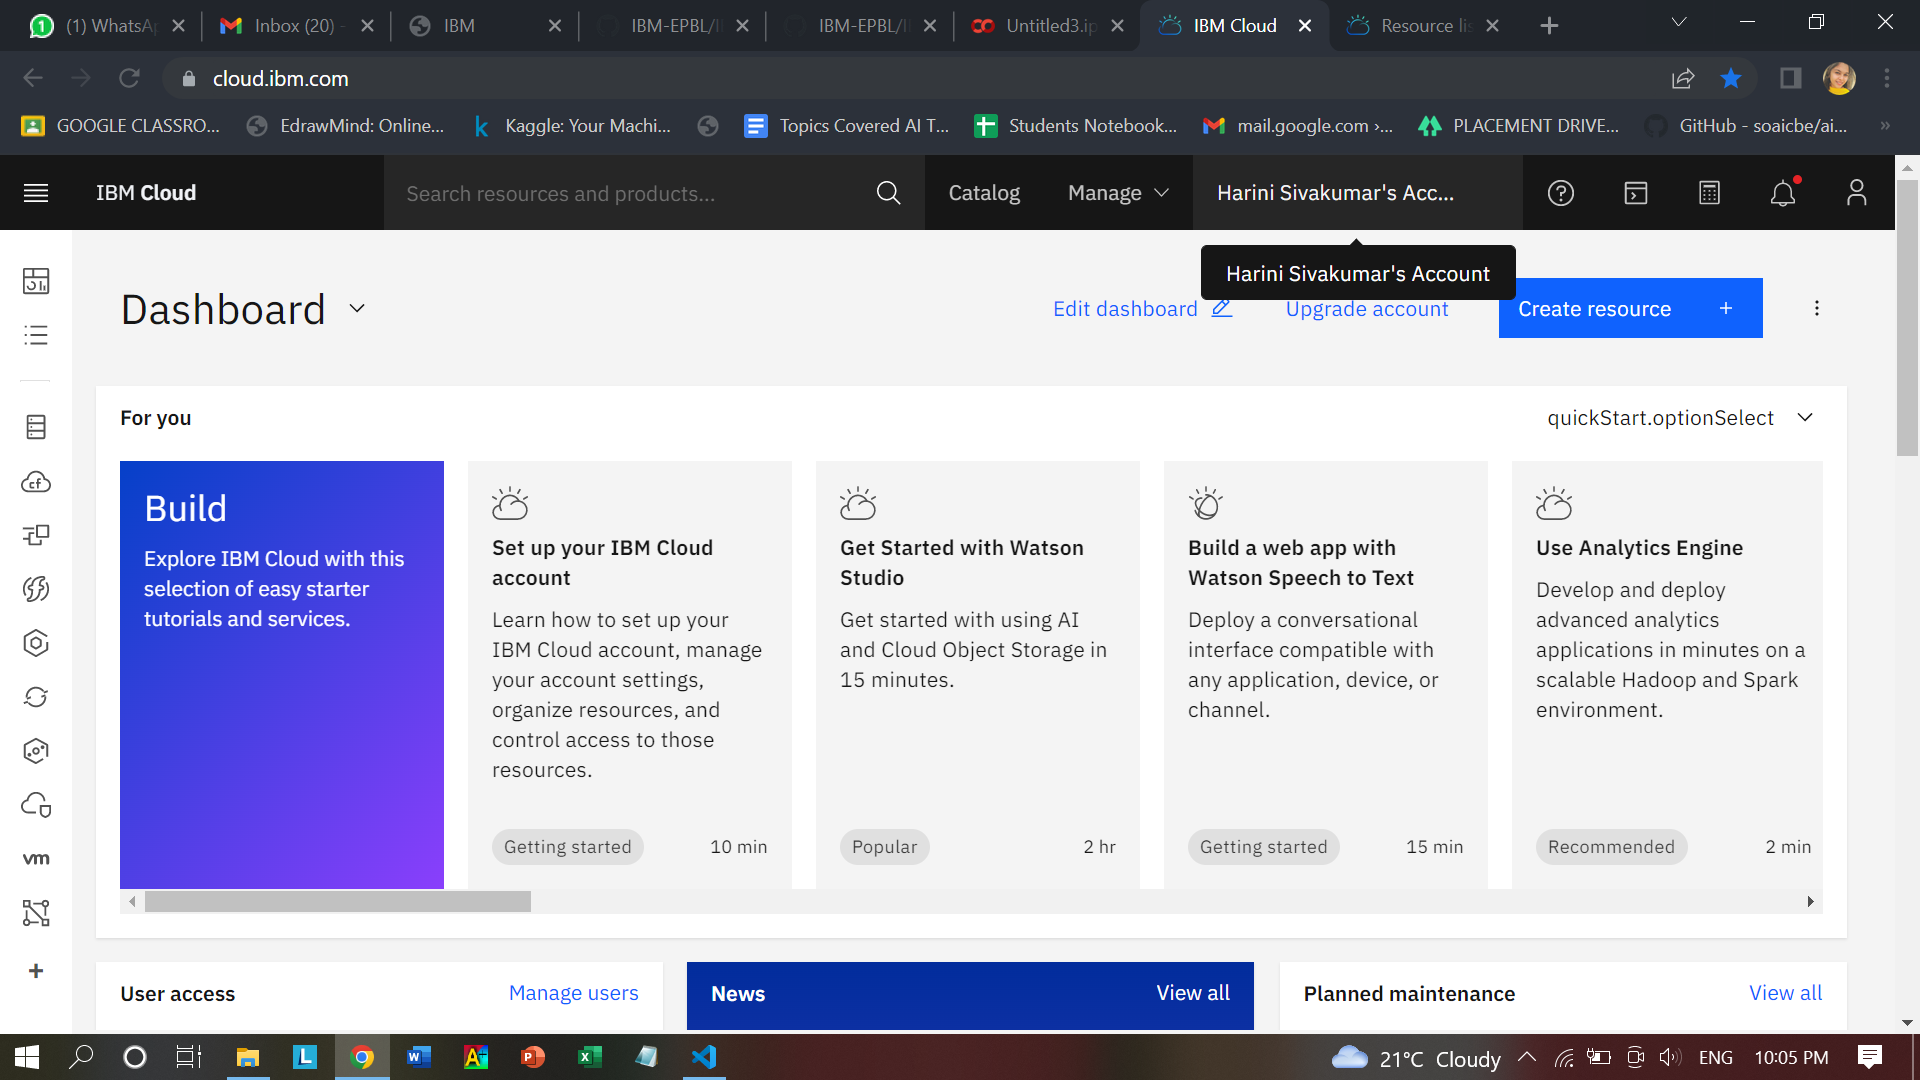 (1) WhatsAp
Inbox (20) -
IBM
IBM-EPBL/I
IBM-EPBL/I
Untitled3.ip
IBM Cloud
Resource lis
cloud.ibm.com
GOOGLE CLASSRO...
EdrawMind: Online...
Kaggle: Your Machi...
Topics Covered AI T...
Students Notebook...
mail.google.com ›...
PLACEMENT DRIVE...
GitHub - soaicbe/ai...
»
IBM Cloud
Search resources and products...
Catalog
Manage
Harini Sivakumar's Acc...
Harini Sivakumar's Account
Dashboard
Edit dashboard
Upgrade account
Create resource +
For you
quickStart.optionSelect
Build
Explore IBM Cloud with this
selection of easy starter
tutorials and services.
Set up your IBM Cloud
account
Learn how to set up your
IBM Cloud account, manage
your account settings,
organize resources, and
control access to those
resources.
Getting started
10 min
Get Started with Watson
Studio
Get started with using AI
and Cloud Object Storage in
15 minutes.
Popular
2 hr
Build a web app with
Watson Speech to Text
Deploy a conversational
interface compatible with
any application, device, or
channel.
Getting started
15 min
Use Analytics Engine
Develop and deploy
advanced analytics
applications in minutes on a
scalable Hadoop and Spark
environment.
Recommended
2 min
vm
User access
Manage users
News
View all
Planned maintenance
View all
21°C Cloudy
ENG
10:05 PM